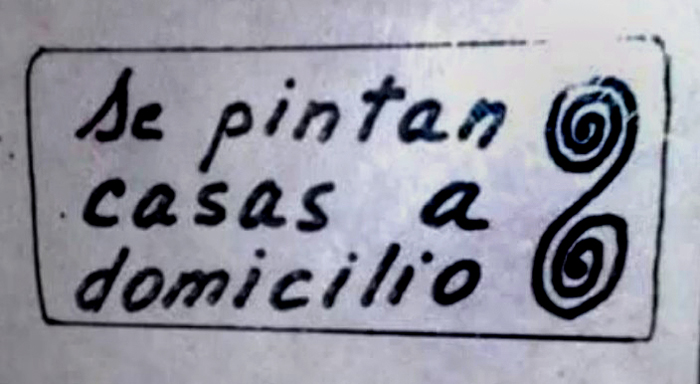 Se pintan
casas a
domicilio